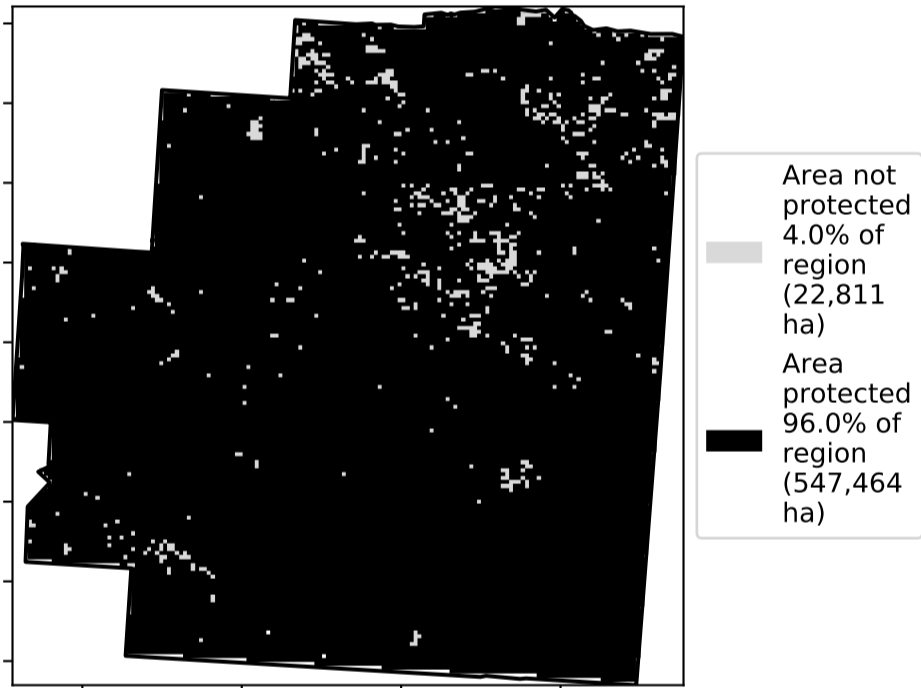 Area not
protected
4.0% of
region
(22,811
ha)
Area
protected
96.0% of
region
(547,464
ha)